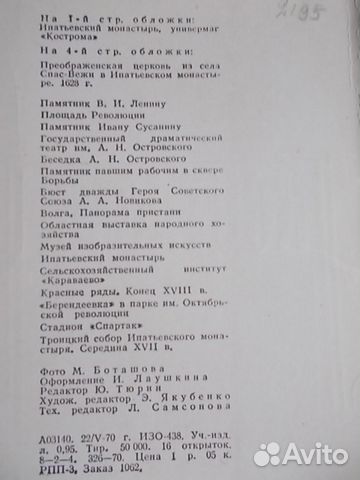 2195
На 1-й стр. обложки:
Ипатьевский монастырь, универмаг
«Кострома»
На 4-й стр. обложки:
Преображенская церковь из села
Спас-Вежи в Ипатьевском монасты-
ре. 1628 г.
Памятник В. И. Ленину
Площадь Революции
Памятник Ивану Сусанину
Государственный драматический
театр им. А. Н. Островского
Беседка А. Н. Островского
Памятник павшим рабочим в сквере
Борьбы
Бюст дважды Героя Советского
Союза А. А. Новикова
Волга. Панорама пристани
Областная выставка народного хо-
зяйства
Музей изобразительных искусств
Ипатьевский монастырь
Сельскохозяйственный институт
«Караваево»
Красные ряды. Конец XVIII в.
«Берендеевка» в парке им. Октябрь-
ской революции
Стадион «Спартак»
Троицкий собор Ипатьевского мона-
стыря. Середина XVII в.
Фото М. Боташова
Оформление И. Лаушкина
Редактор Ю. Тюрин
Худож. редактор Э. Якубенко
Тех. редактор Л. Самсонова
Л03140. 22/V-70 г. ИЗО-438. Уч.-изд.
л. 0,95. Тир. 50 000. 16 открыток
8—2—4. 326—70. Цена 1 р. 05 к.
РПП-3. Заказ 1062.
Avito